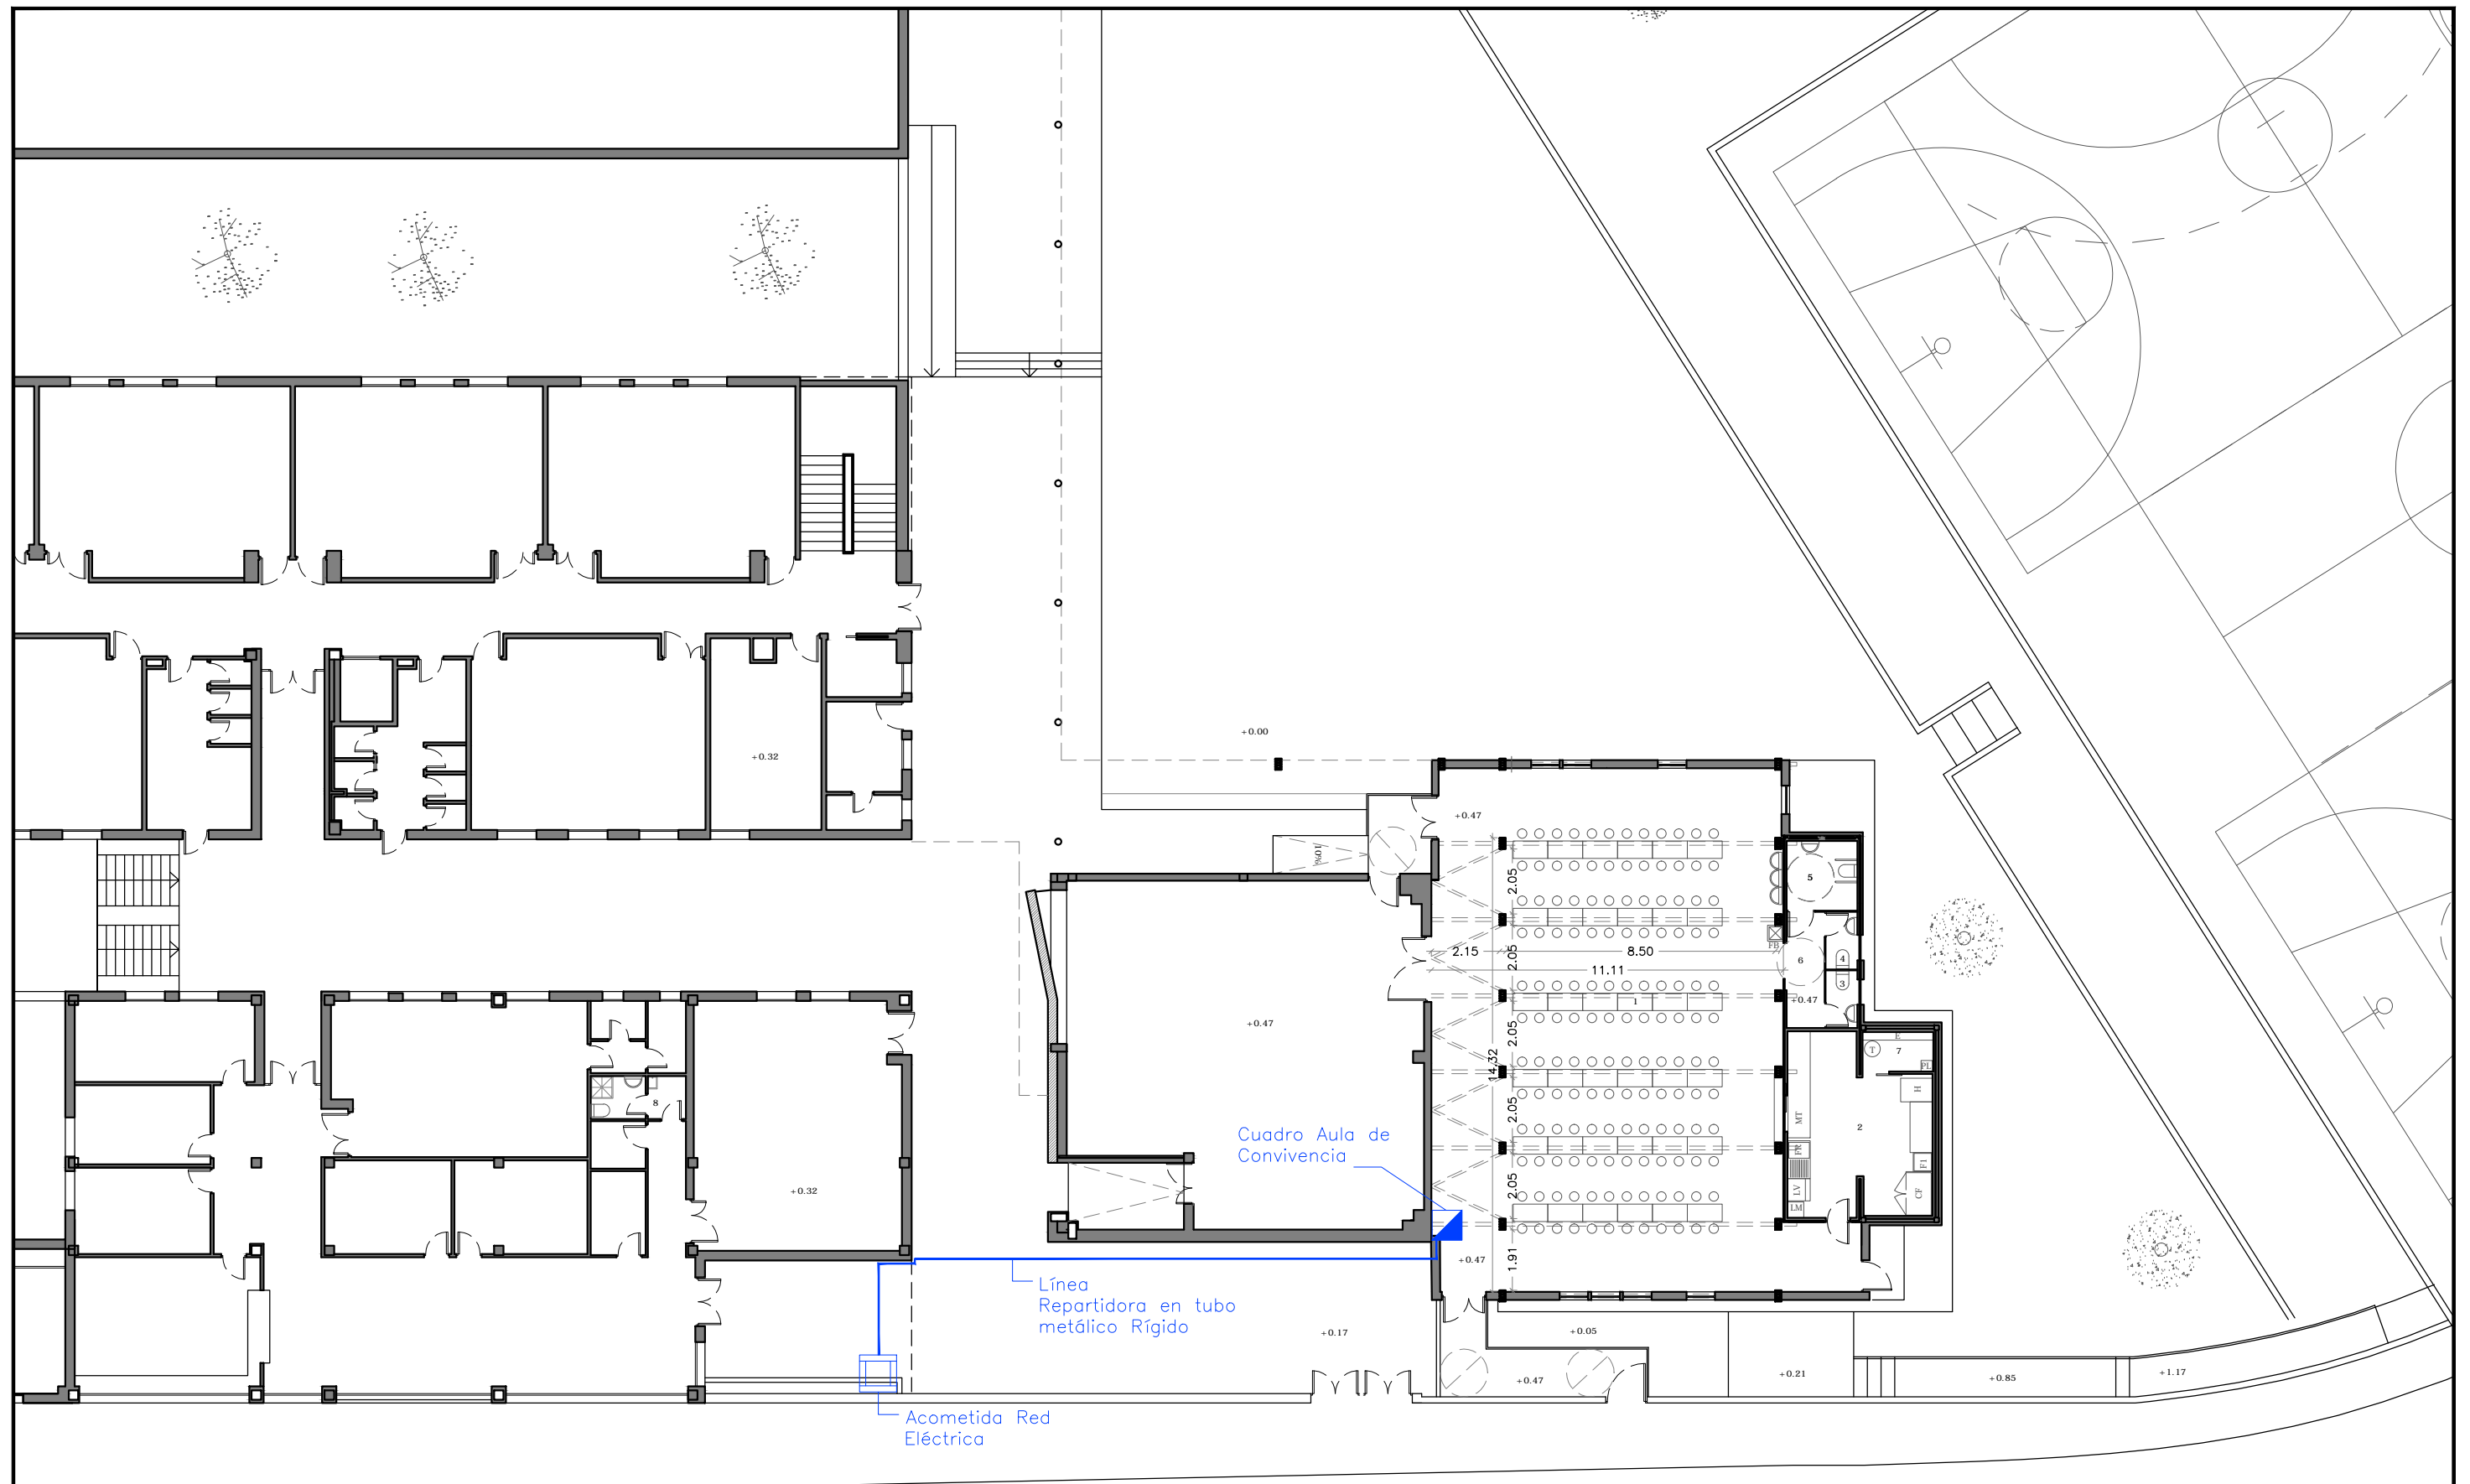 +0.00
+0.32
+0.47
10%
2.05
5
2.15
2.05
8.50
FB
6
4
11.11
3
1
+0.47
+0.47
2.05
14.32
E
T
7
PL
H
8
2.05
MT
2
Cuadro Aula de
Convivencia
FR
F1
+0.32
2.05
LV
CF
LM
+0.47
1.91
Línea
Repartidora en tubo
metálico Rígido
+0.17
+0.05
+0.47
+0.21
+0.85
+1.17
Acometida Red
Eléctrica